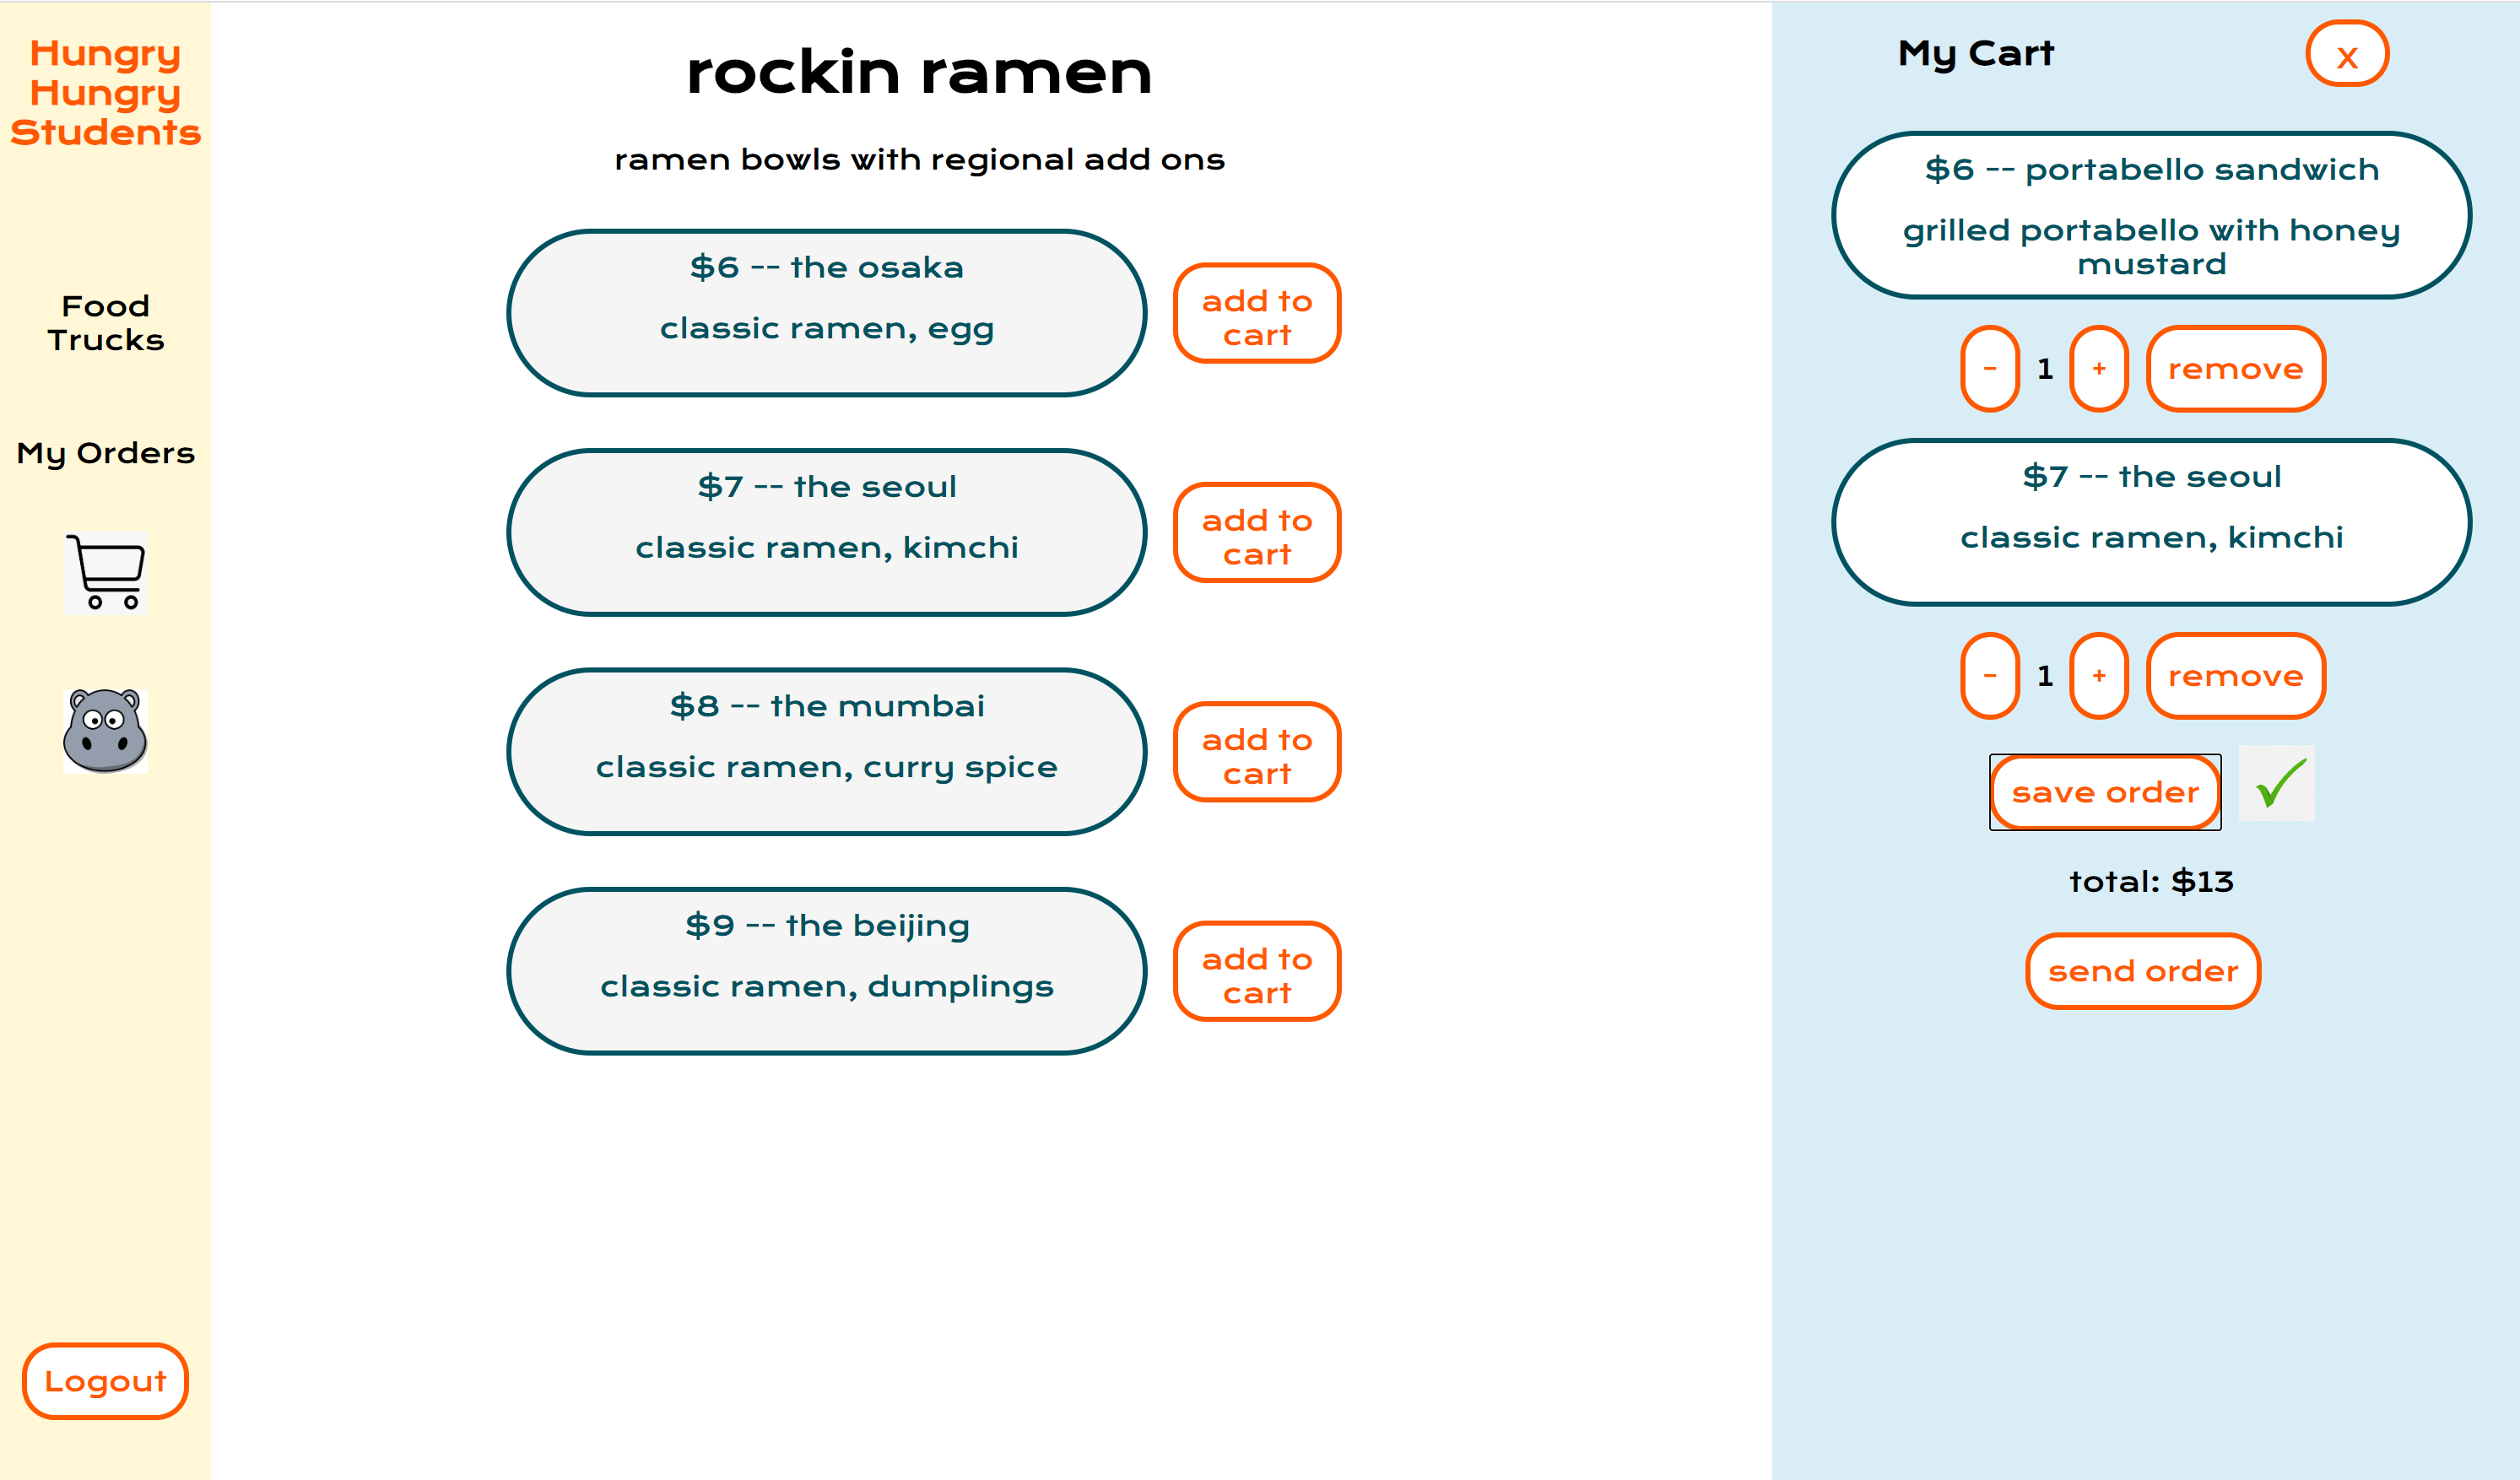 Hungry
Hungry
Students
Food
Trucks
My Orders
Logout
rockin ramen
ramen bowls with regional add ons
$6 -- the osaka
classic ramen, egg
add to
cart
$7 -- the seoul
classic ramen, kimchi
add to
cart
$8 -- the mumbai
classic ramen, curry spice
add to
cart
$9 -- the beijing
classic ramen, dumplings
add to
cart
My Cart
x
$6 -- portabello sandwich
grilled portabello with honey
mustard
- 1 + remove
$7 -- the seoul
classic ramen, kimchi
- 1 + remove
save order
total: $13
send order